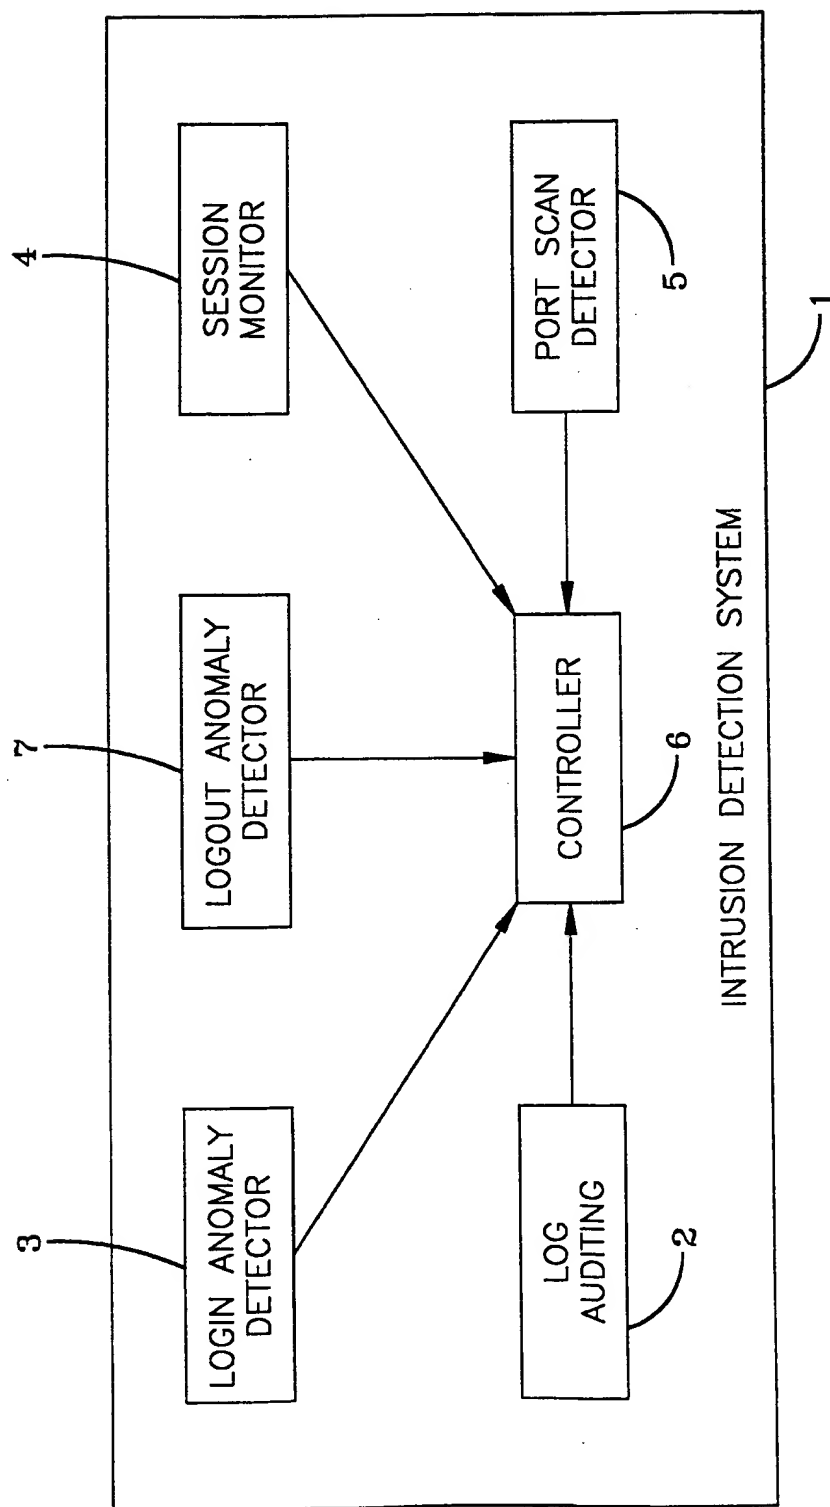 3
7
4
LOGIN ANOMALY
DETECTOR
LOGOUT ANOMALY
DETECTOR
SESSION
MONITOR
LOG
AUDITING
CONTROLLER
PORT SCAN
DETECTOR
2
6
5
INTRUSION DETECTION SYSTEM
1